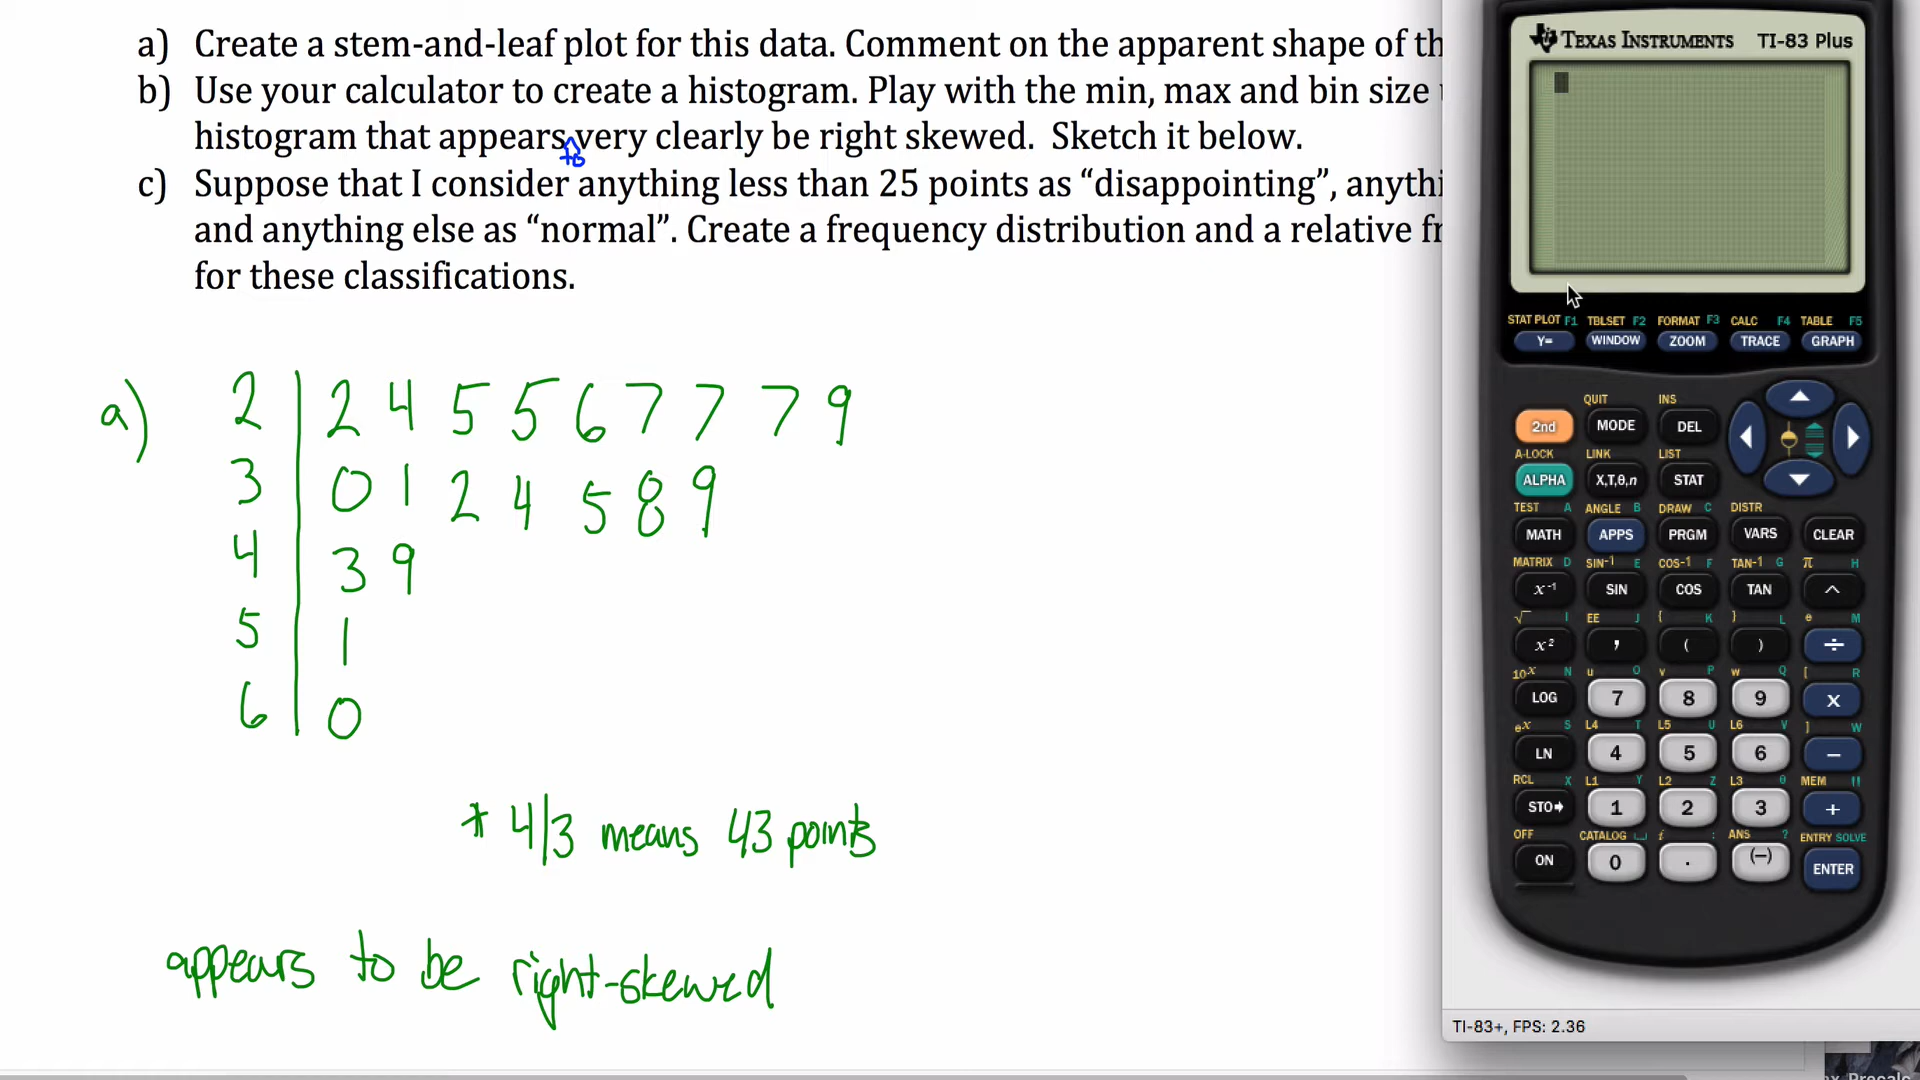 a) Create a stem-and-leaf plot for this data. Comment on the apparent shape of th
b) Use your calculator to create a histogram. Play with the min, max and bin size
histogram that appears very clearly be right skewed. Sketch it below.
to
c) Suppose that I consider anything less than 25 points as “disappointing”, anythi
and anything else as “normal”. Create a frequency distribution and a relative fr
for these classifications.
a) 2 | 2 4 5 5 6 7 7 7 9
3 | 0 1 2 4 5 8 9
4 | 3 9
5 | 1
6 | 0
* 4/3 means 43 points
appears to be right-skewed
TEXAS INSTRUMENTS TI-83 Plus
STAT PLOT F1 TBLSET F2 FORMAT F3 CALC F4 TABLE F5
Y= WINDOW ZOOM TRACE GRAPH
QUIT INS
2nd MODE DEL
A-LOCK LINK LIST
ALPHA X,T,θ,n STAT
TEST A ANGLE B DRAW C DISTR
MATH APPS PRGM VARS CLEAR
MATRIX D SIN-1 E COS-1 F TAN-1 G π H
x-1 SIN COS TAN ^
√ I EE J { K } L e M
x2 , ( ) ÷
10x N u O v P w Q [ R
LOG 7 8 9 x
ex S L4 T L5 U L6 V ] W
LN 4 5 6 −
RCL X L1 Y L2 Z L3 θ MEM "
STO➔ 1 2 3 +
OFF CATALOG i : ANS ? ENTRY SOLVE
ON 0 . (−) ENTER
TI-83+, FPS: 2.36